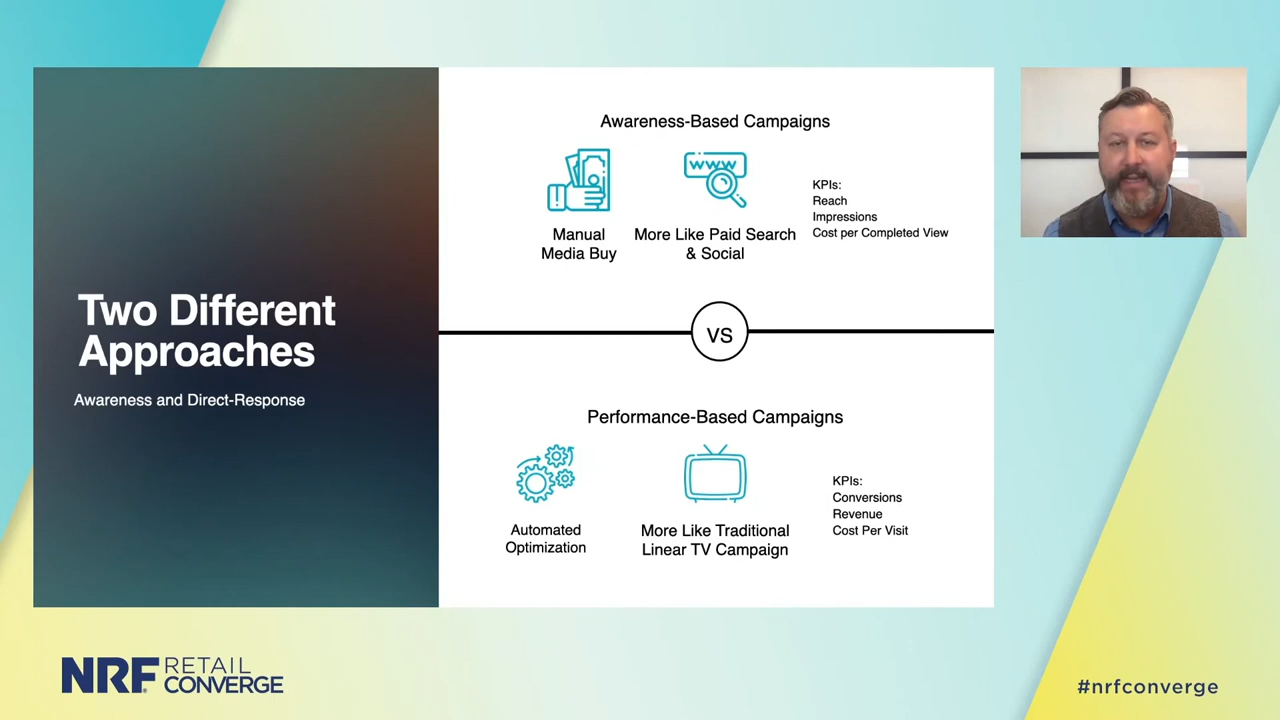 Two Different
Approaches
Awareness and Direct-Response
Awareness-Based Campaigns
www
Manual
Media Buy
More Like Paid Search
& Social
KPIs:
Reach
Impressions
Cost per Completed View
VS
Performance-Based Campaigns
Automated
Optimization
More Like Traditional
Linear TV Campaign
KPIs:
Conversions
Revenue
Cost Per Visit
NRF RETAIL
CONVERGE
#nrfconverge